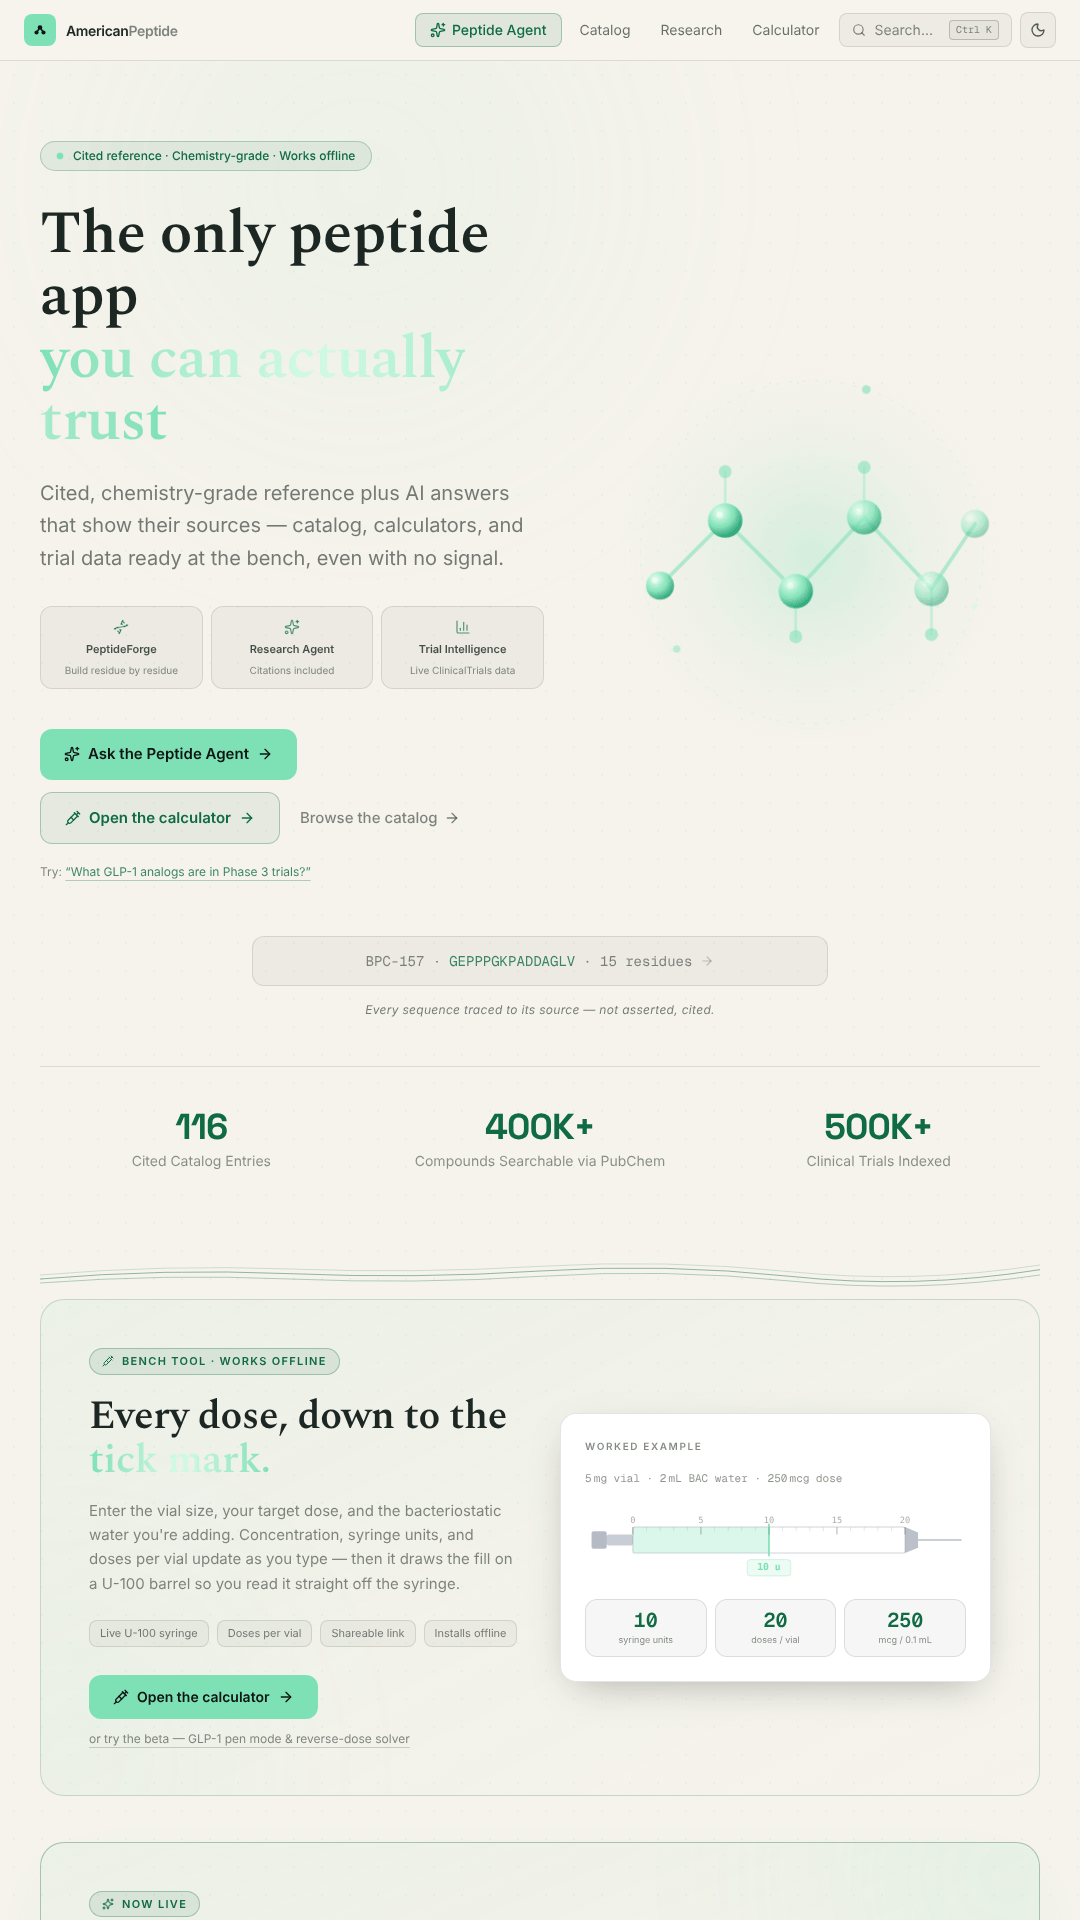 AmericanPeptide
Peptide Agent
Catalog
Research
Calculator
Search...
Ctrl K
Cited reference · Chemistry-grade · Works offline
The only peptide
app
you can actually
trust
Cited, chemistry-grade reference plus AI answers
that show their sources — catalog, calculators, and
trial data ready at the bench, even with no signal.
PeptideForge
Build residue by residue
Research Agent
Citations included
Trial Intelligence
Live ClinicalTrials data
Ask the Peptide Agent →
Open the calculator →
Browse the catalog →
Try: “What GLP-1 analogs are in Phase 3 trials?”
BPC-157 · GEPPPGKPADDAGLV · 15 residues →
Every sequence traced to its source — not asserted, cited.
116
Cited Catalog Entries
400K+
Compounds Searchable via PubChem
500K+
Clinical Trials Indexed
BENCH TOOL · WORKS OFFLINE
Every dose, down to the
tick mark.
Enter the vial size, your target dose, and the bacteriostatic
water you're adding. Concentration, syringe units, and
doses per vial update as you type — then it draws the fill on
a U-100 barrel so you read it straight off the syringe.
Live U-100 syringe
Doses per vial
Shareable link
Installs offline
Open the calculator →
or try the beta — GLP-1 pen mode & reverse-dose solver
WORKED EXAMPLE
5 mg vial · 2 mL BAC water · 250 mcg dose
0 5 10 15 20
10 u
10
syringe units
20
doses / vial
250
mcg / 0.1 mL
NOW LIVE